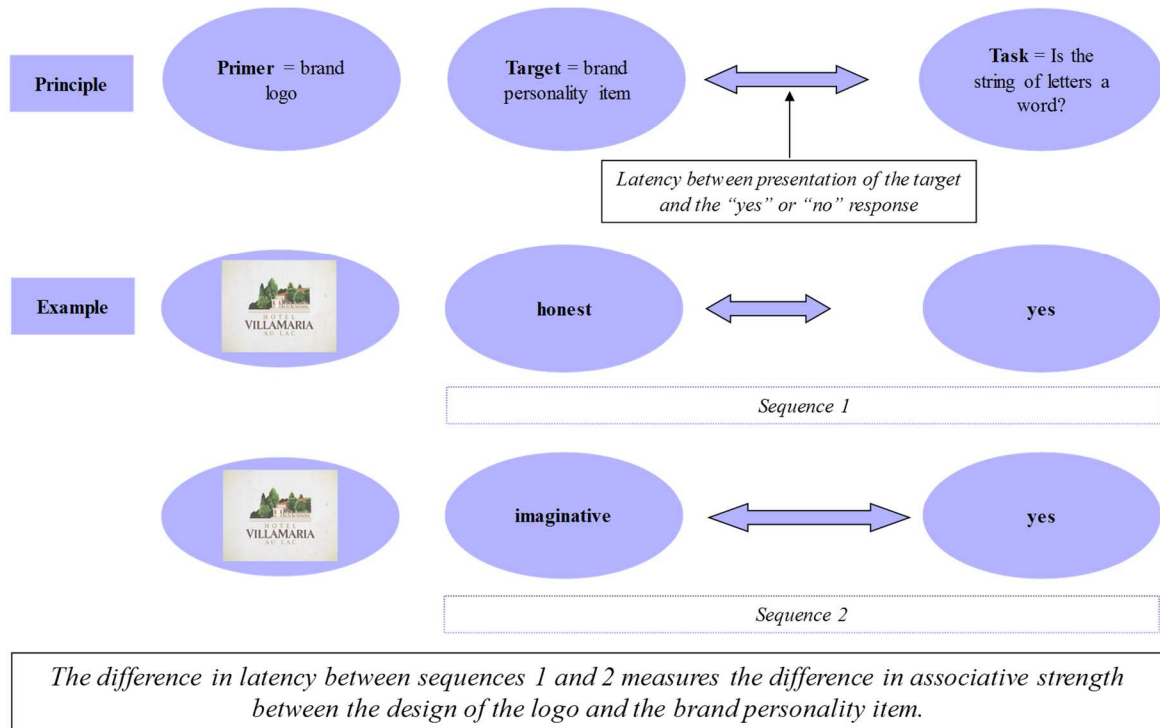 Principle
Primer = brand
logo
Target = brand
personality item
Task = Is the
string of letters a
word?
Latency between presentation of the target
and the “yes” or “no” response
Example
HOTEL
VILLAMARIA
AU LAC
honest
yes
Sequence 1
HOTEL
VILLAMARIA
AU LAC
imaginative
yes
Sequence 2
The difference in latency between sequences 1 and 2 measures the difference in associative strength
between the design of the logo and the brand personality item.